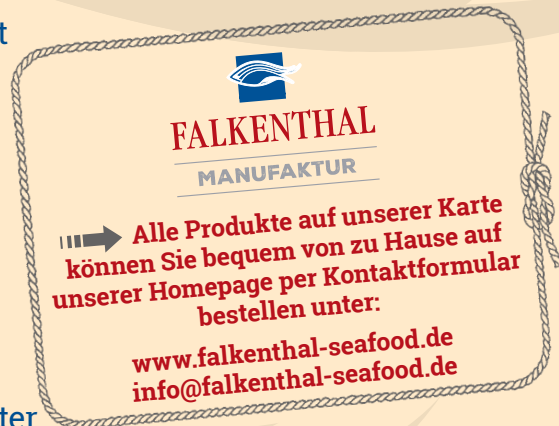 t
FALKENTHAL
MANUFAKTUR
Alle Produkte auf unserer Karte
können Sie bequem von zu Hause auf
unserer Homepage per Kontaktformular
bestellen unter:
www.falkenthal-seafood.de
info@falkenthal-seafood.de
ter